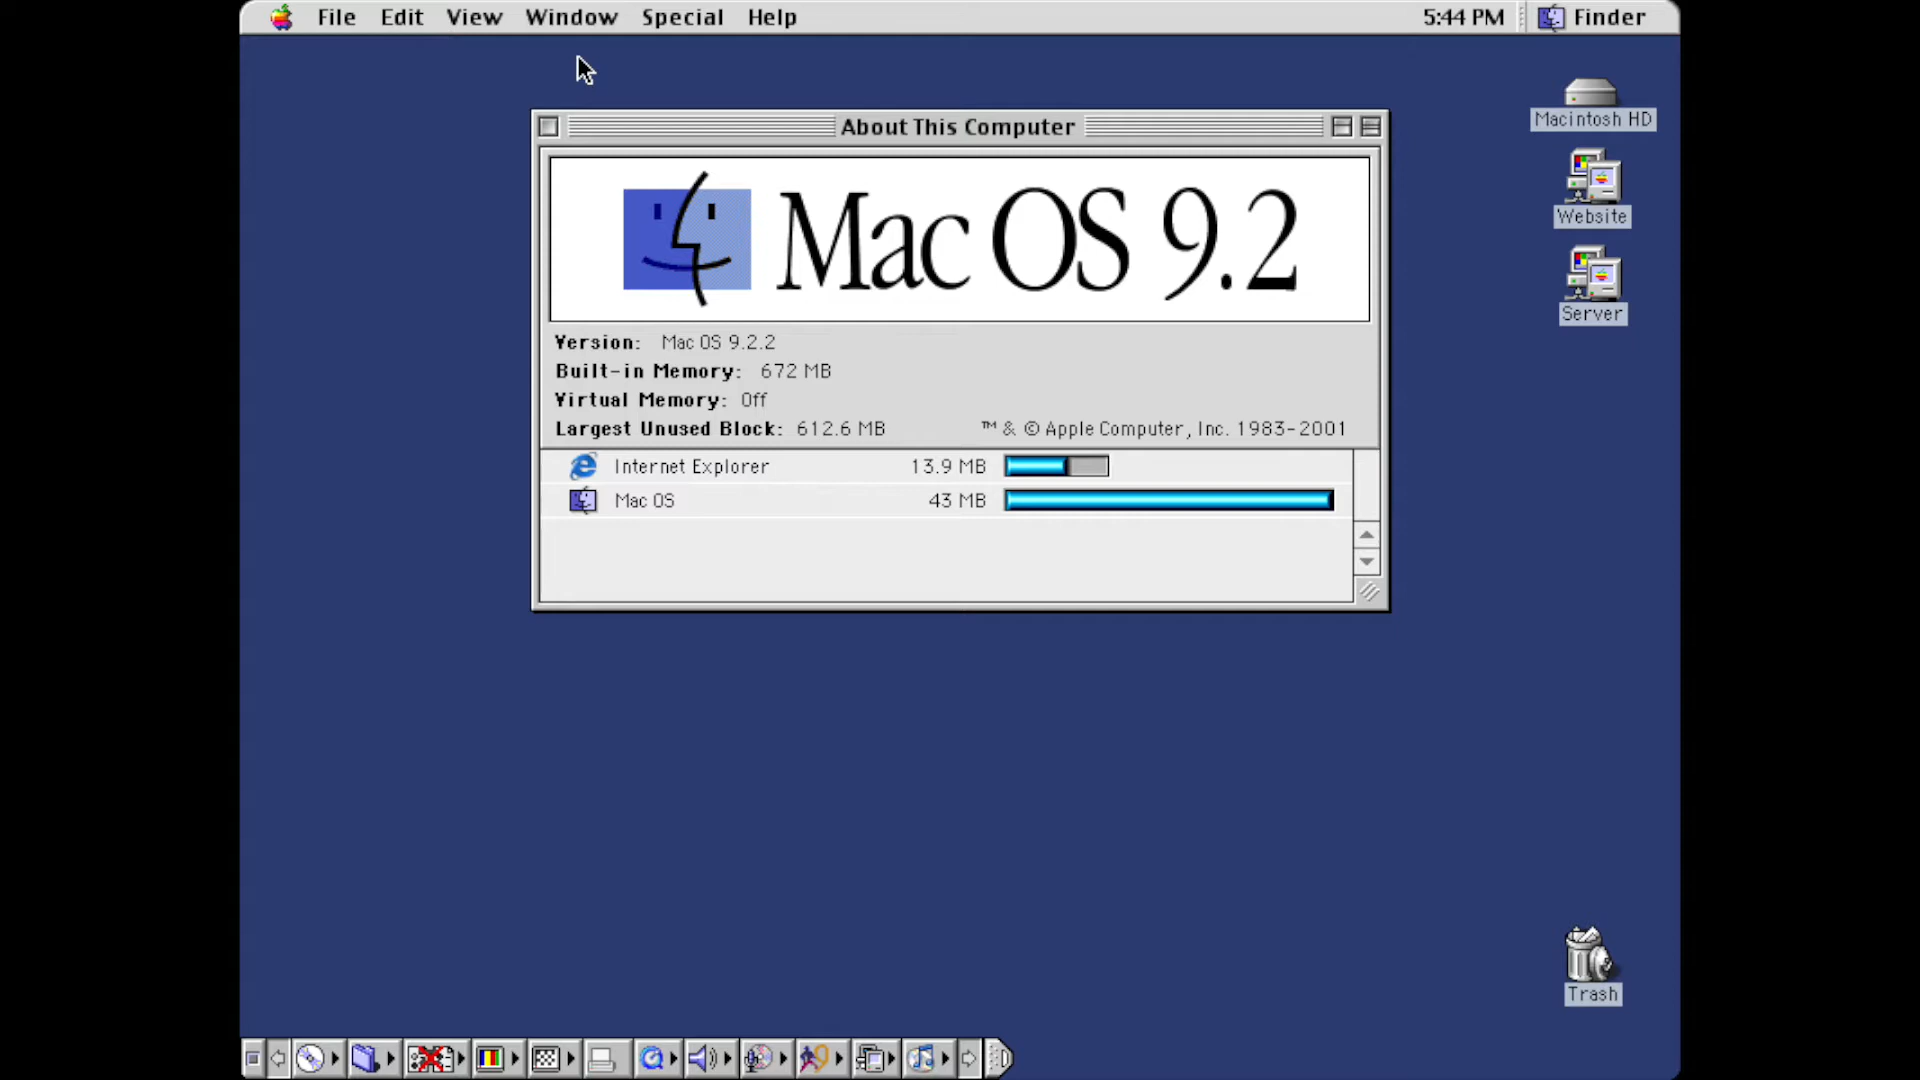 File Edit View Window Special Help 5:44 PM Finder
About This Computer
Mac OS 9.2
Version: Mac OS 9.2.2
Built-in Memory: 672 MB
Virtual Memory: Off
Largest Unused Block: 612.6 MB ™ & © Apple Computer, Inc. 1983-2001
Internet Explorer 13.9 MB
Mac OS 43 MB
Macintosh HD
Website
Server
Trash